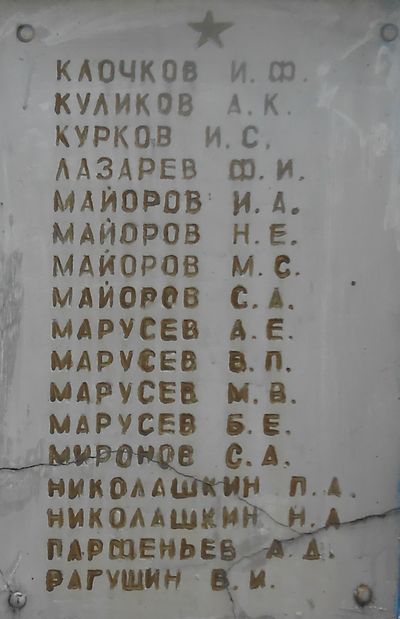 КЛОЧКОВ И. Ф.
КУЛИКОВ А. К.
КУРКОВ И. С.
ЛАЗАРЕВ Ф. И.
МАЙОРОВ И. А.
МАЙОРОВ Н. Е.
МАЙОРОВ М. С.
МАЙОРОВ С. А.
МАРУСЕВ А. Е.
МАРУСЕВ В. П.
МАРУСЕВ М. В.
МАРУСЕВ Б. Е.
МИРОНОВ С. А.
НИКОЛАШКИН П. А.
НИКОЛАШКИН Н. А
ПАРФЕНЬЕВ А. Д.
РАГУШИН В. И.